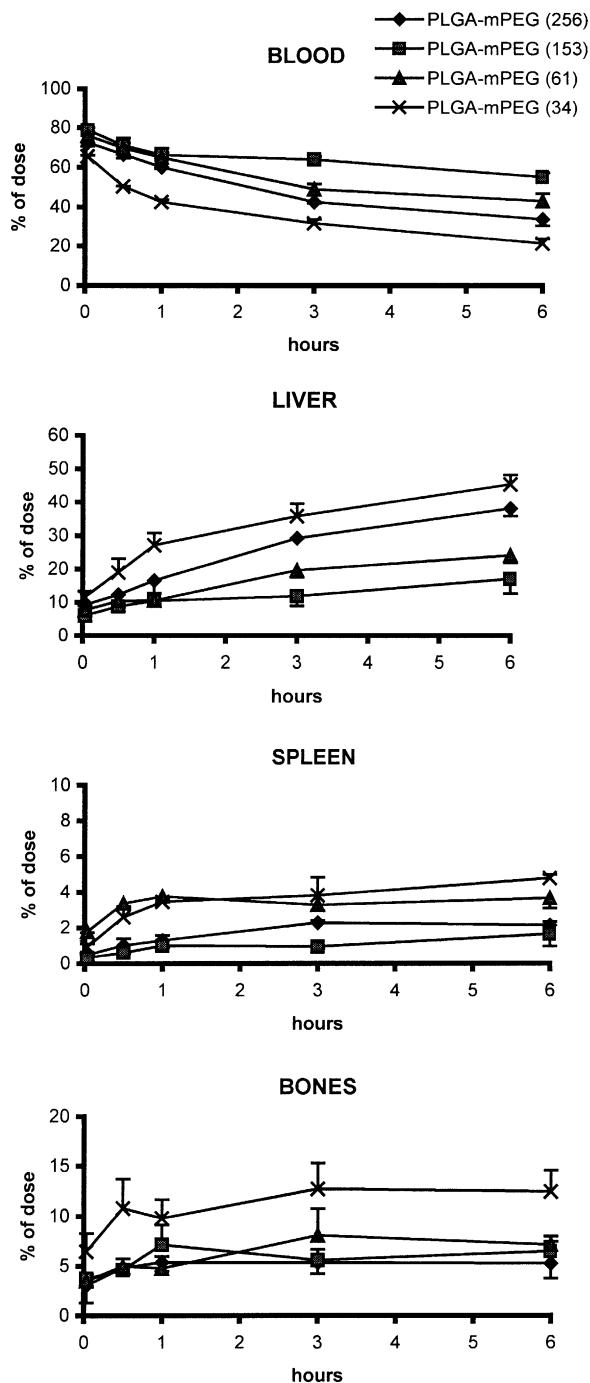 PLGA-mPEG (256)
PLGA-mPEG (153)
PLGA-mPEG (61)
PLGA-mPEG (34)
BLOOD
% of dose
100
80
60
40
20
0
0 1 2 3 4 5 6
hours
LIVER
% of dose
60
50
40
30
20
10
0
0 1 2 3 4 5 6
hours
SPLEEN
% of dose
10
8
6
4
2
0
0 1 2 3 4 5 6
hours
BONES
% of dose
20
15
10
5
0
0 1 2 3 4 5 6
hours